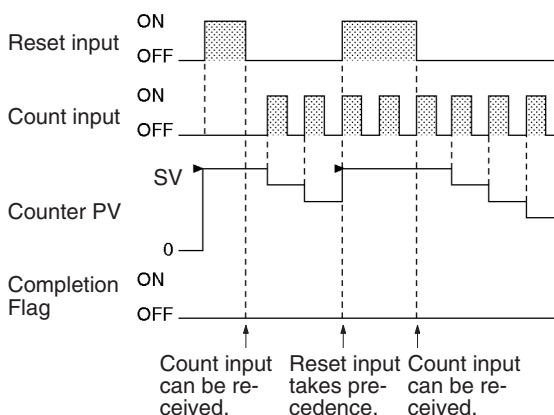 ON
Reset input
OFF
ON
Count input
OFF
SV
Counter PV
0
Completion
Flag
ON
OFF
Count input
can be re-
ceived.
Reset input
takes pre-
cedence.
Count input
can be re-
ceived.